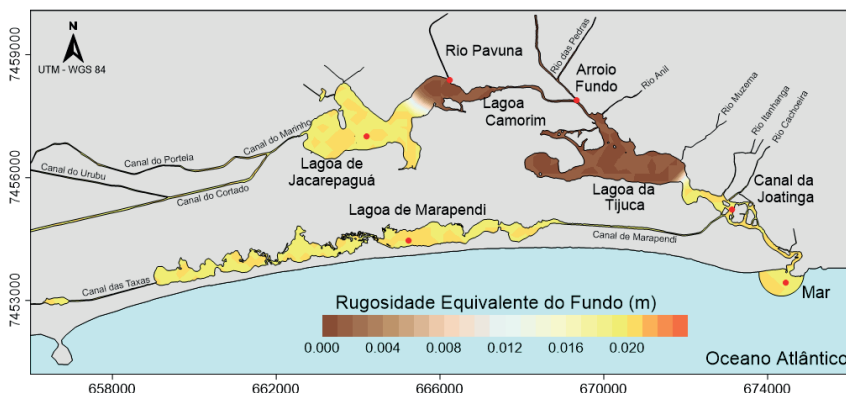 N
UTM - WGS 84
7459000
7456000
7453000
Rio Pavuna
Rio das Pedras
Arroio
Fundo
Rio Anil
Rio Muzema
Rio Itanhanga
Rio Cachoeira
Lagoa
Camorim
Canal do Marinho
Canal do Portela
Canal do Urubu
Canal do Cortado
Lagoa de
Jacarepaguá
Lagoa da
Tijuca
Canal da
Joatinga
Lagoa de Marapendi
Canal de Marapendi
Canal das Taxas
Mar
Rugosidade Equivalente do Fundo (m)
0.000 0.004 0.008 0.012 0.016 0.020
Oceano Atlântico
658000 662000 666000 670000 674000